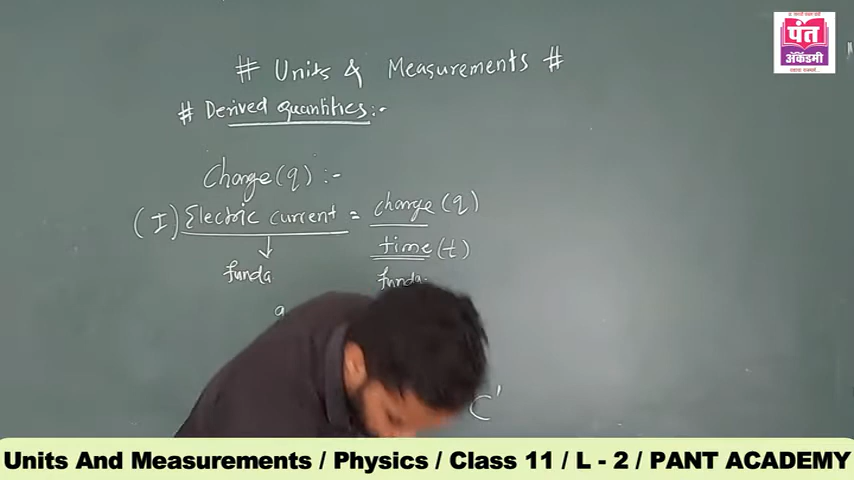 # Units & Measurements #
# Derived quantities:-
Charge (q) :-
(I) Electric current = charge (q)
time (t)
funda
funda.
q
C'
पंत
अ‍ॅकॅडमी
Units And Measurements / Physics / Class 11 / L - 2 / PANT ACADEMY